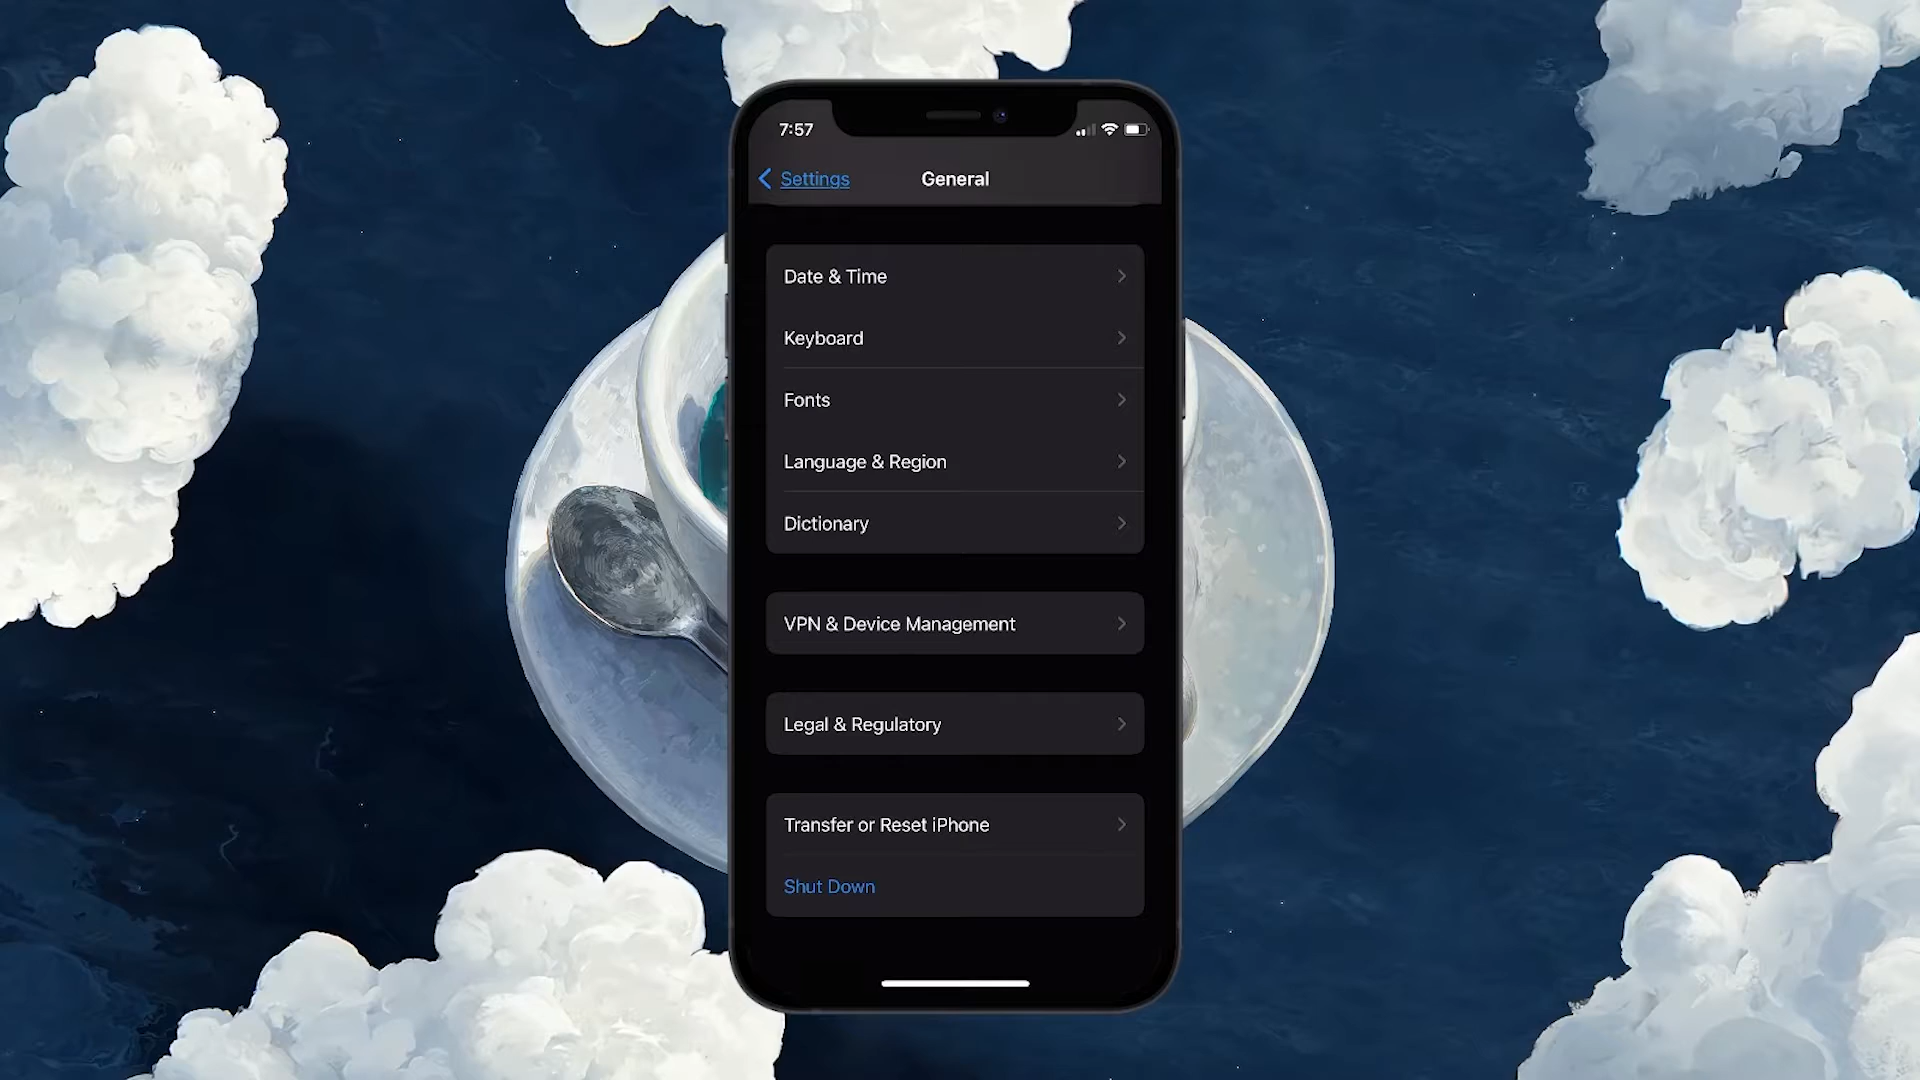 7:57
Settings
General
Date & Time
Keyboard
Fonts
Language & Region
Dictionary
VPN & Device Management
Legal & Regulatory
Transfer or Reset iPhone
Shut Down